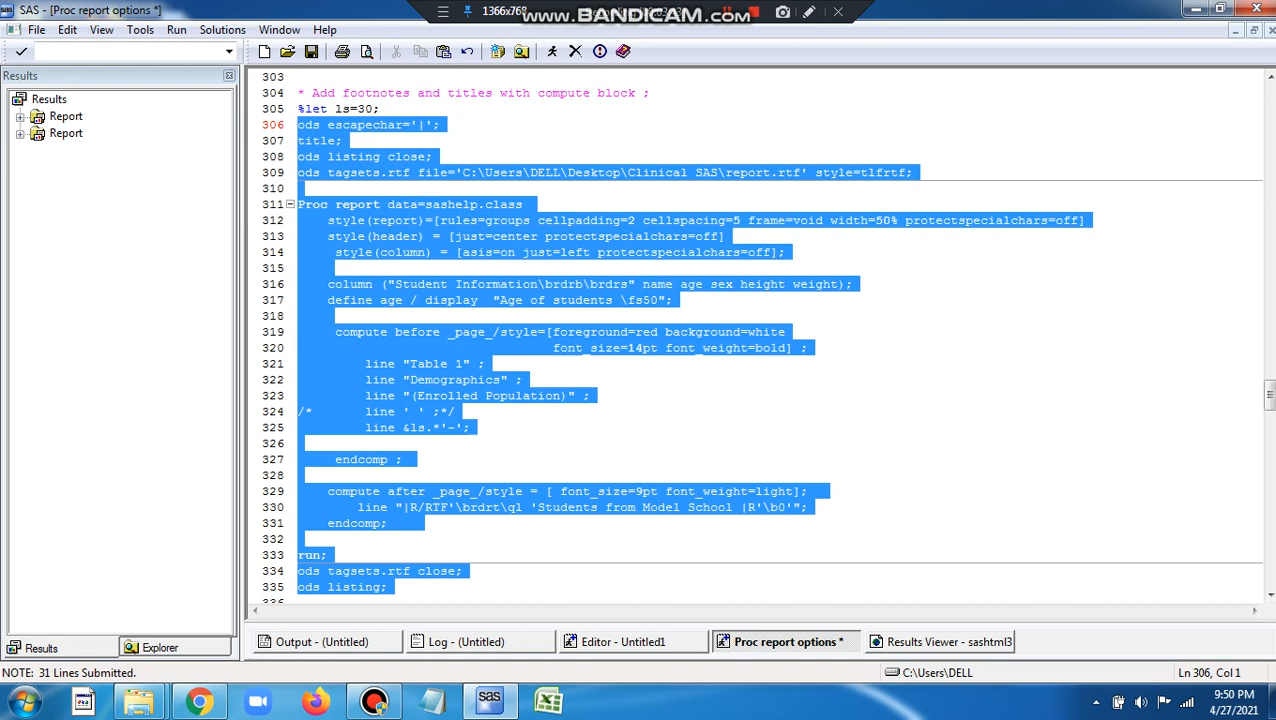 SAS - [Proc report options *]
1366x768
www.BANDICAM.com
File Edit View Tools Run Solutions Window Help
Results
Results
Report
Report
303
304 * Add footnotes and titles with compute block ;
305 %let ls=30;
306 ods escapechar='|';
307 title;
308 ods listing close;
309 ods tagsets.rtf file='C:\Users\DELL\Desktop\Clinical SAS\report.rtf' style=tlfrtf;
310
311 Proc report data=sashelp.class
312 style(report)=[rules=groups cellpadding=2 cellspacing=5 frame=void width=50% protectspecialchars=off]
313 style(header) = [just=center protectspecialchars=off]
314 style(column) = [asis=on just=left protectspecialchars=off];
315
316 column ("Student Information\brdrb\brdrs" name age sex height weight);
317 define age / display "Age of students \fs50";
318
319 compute before _page_/style=[foreground=red background=white
320 font_size=14pt font_weight=bold] ;
321 line "Table 1" ;
322 line "Demographics" ;
323 line "(Enrolled Population)" ;
324 /* line ' ' ;*/
325 line &ls.*'-';
326
327 endcomp ;
328
329 compute after _page_/style = [ font_size=9pt font_weight=light];
330 line "|R/RTF'\brdrt\ql 'Students from Model School |R'\b0'";
331 endcomp;
332
333 run;
334 ods tagsets.rtf close;
335 ods listing;
Results Explorer
Output - (Untitled) Log - (Untitled) Editor - Untitled1 Proc report options * Results Viewer - sashtml3
NOTE: 31 Lines Submitted. C:\Users\DELL Ln 306, Col 1
9:50 PM
4/27/2021